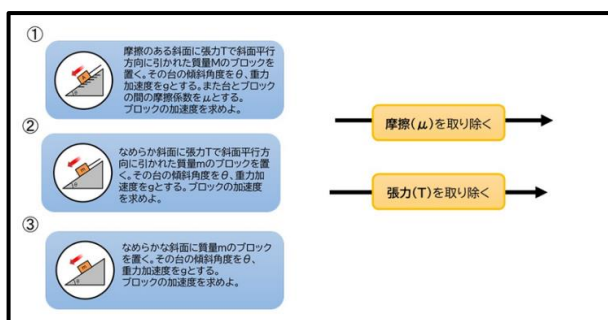 ①
摩擦のある斜面に張力Tで斜面平行
方向に引かれた質量Mのブロックを
置く。その台の傾斜角度をθ、重力
加速度をgとする。また台とブロック
の間の摩擦係数をμとする。
ブロックの加速度を求めよ。
②
なめらか斜面に張力Tで斜面平行方
向に引かれた質量mのブロックを置
く。その台の傾斜角度をθ、重力加
速度をgとする。ブロックの加速度
を求めよ。
③
なめらかな斜面に質量mのブロック
を置く。その台の傾斜角度をθ、
重力加速度をgとする。
ブロックの加速度を求めよ。
摩擦(μ)を取り除く
張力(T)を取り除く